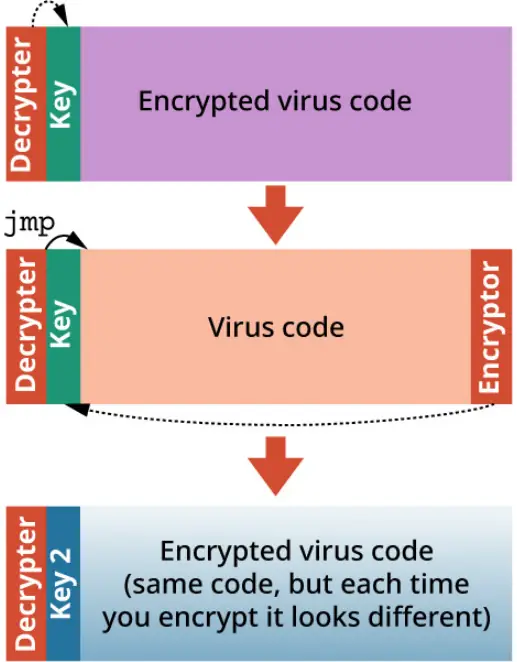 Decrypter
Key
Encrypted virus code
jmp
Decrypter
Key
Virus code
Encryptor
Decrypter
Key 2
Encrypted virus code
(same code, but each time
you encrypt it looks different)